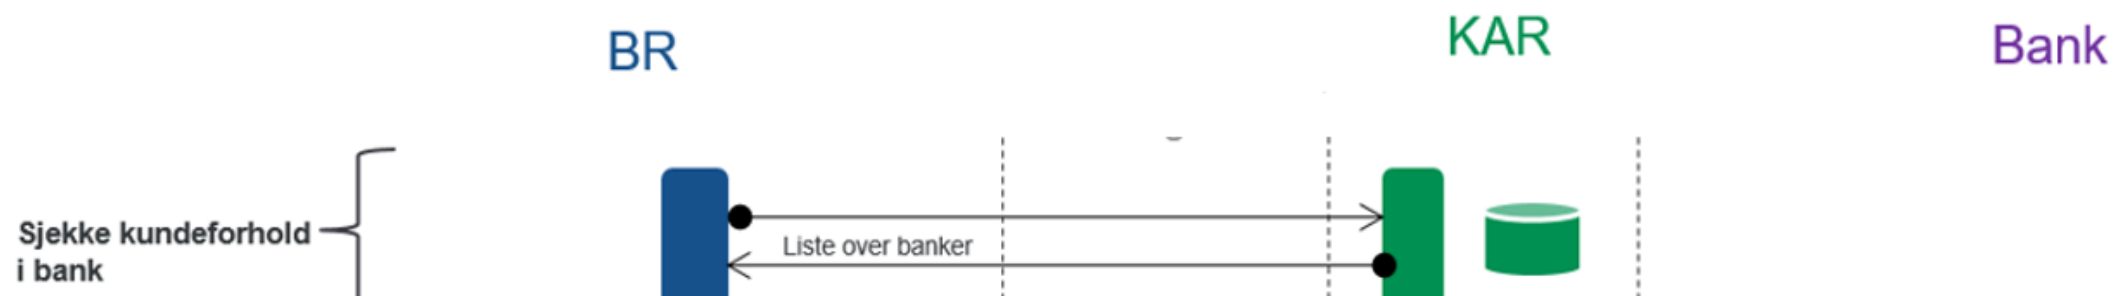 BR
KAR
Bank
Sjekke kundeforhold
i bank
Liste over banker